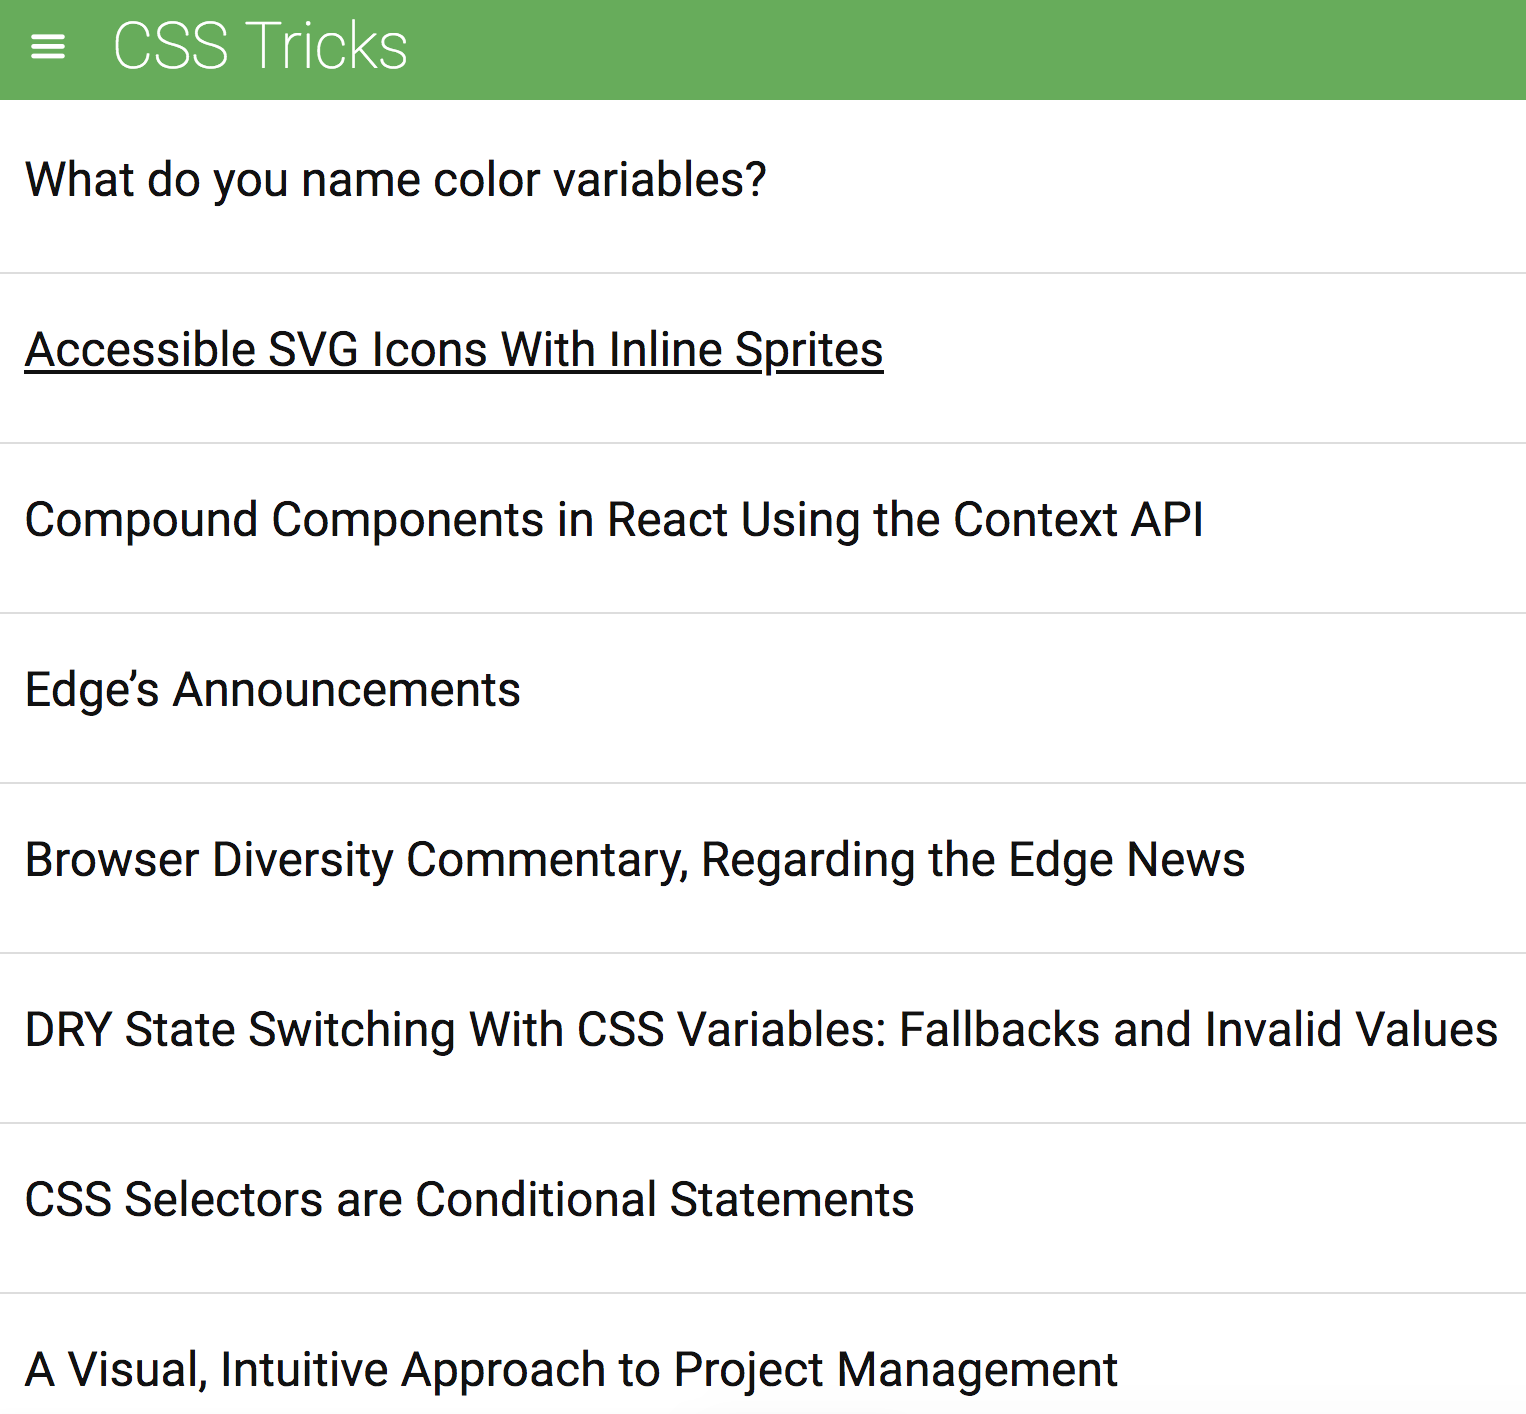 CSS Tricks
What do you name color variables?
Accessible SVG Icons With Inline Sprites
Compound Components in React Using the Context API
Edge’s Announcements
Browser Diversity Commentary, Regarding the Edge News
DRY State Switching With CSS Variables: Fallbacks and Invalid Values
CSS Selectors are Conditional Statements
A Visual, Intuitive Approach to Project Management